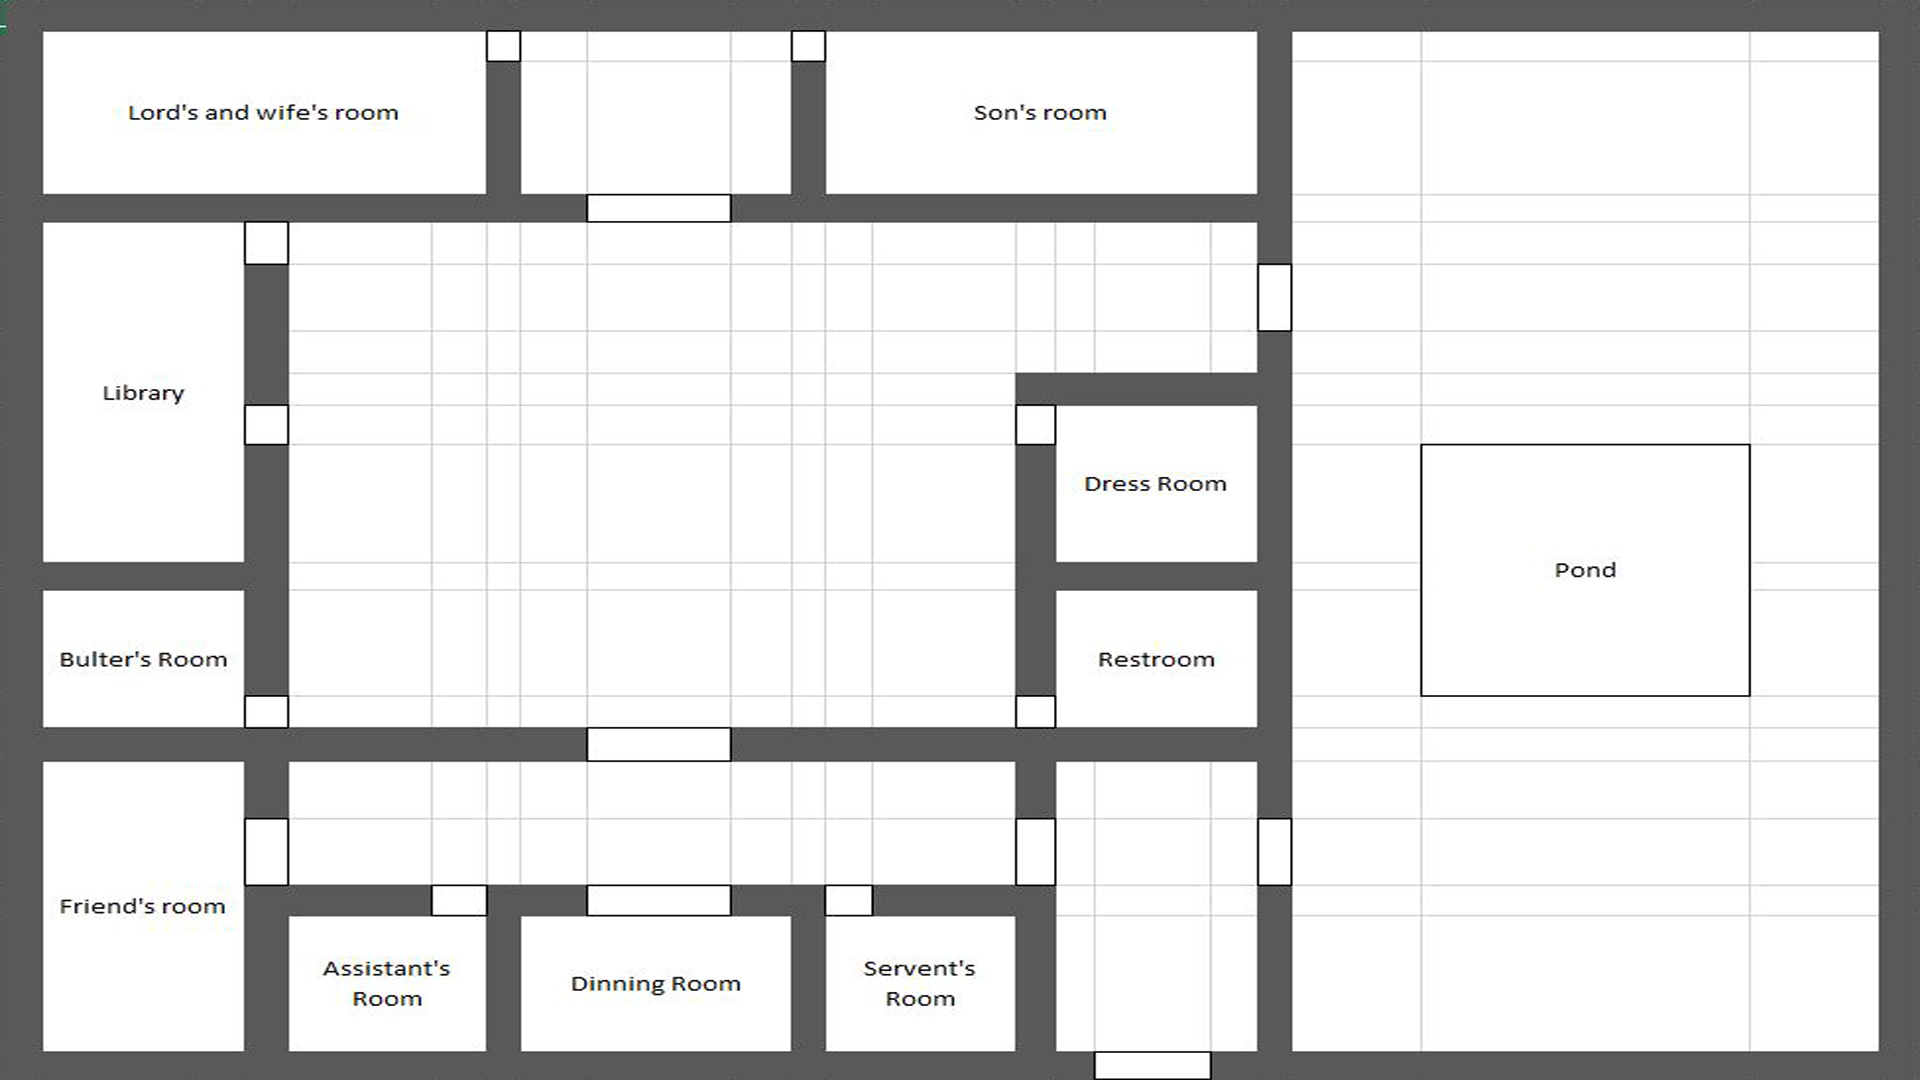 Lord's and wife's room
Son's room
Library
Dress Room
Pond
Bulter's Room
Restroom
Friend's room
Assistant's
Room
Dinning Room
Servent's
Room